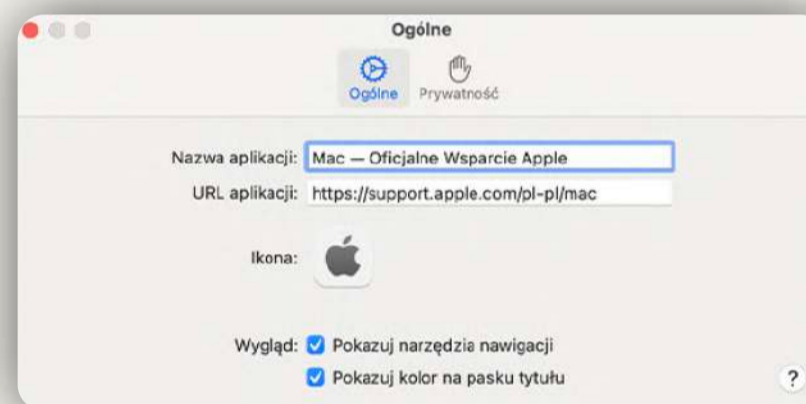 Ogólne
Ogólne Prywatność
Nazwa aplikacji: Mac — Oficjalne Wsparcie Apple
URL aplikacji: https://support.apple.com/pl-pl/mac
Ikona:
Wygląd: Pokazuj narzędzia nawigacji
Pokazuj kolor na pasku tytułu
?